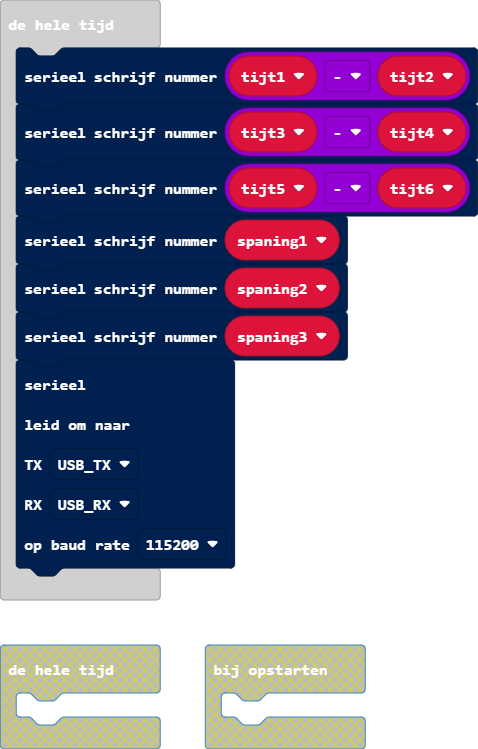 de hele tijd
serieel schrijf nummer tijt1 - tijt2
serieel schrijf nummer tijt3 - tijt4
serieel schrijf nummer tijt5 - tijt6
serieel schrijf nummer spaning1
serieel schrijf nummer spaning2
serieel schrijf nummer spaning3
serieel
leid om naar
TX USB_TX
RX USB_RX
op baud rate 115200
de hele tijd bij opstarten